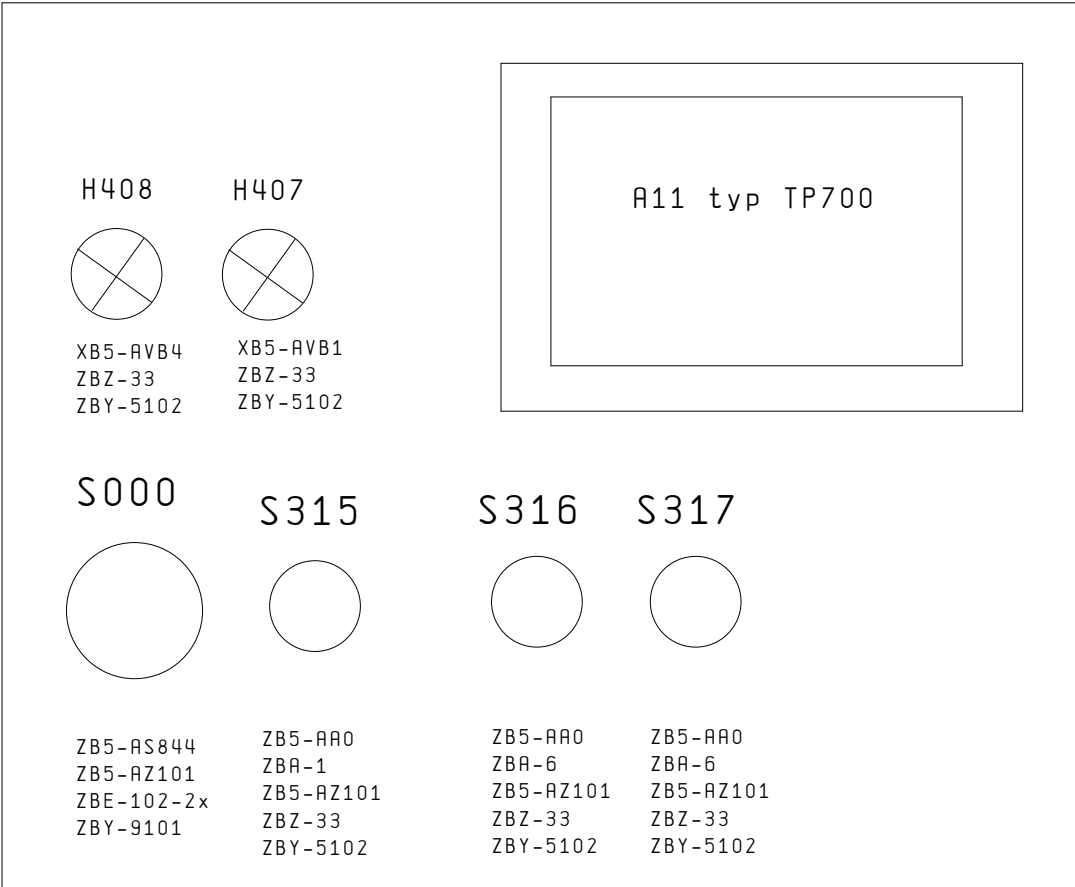 H408
H407
A11 typ TP700
XB5-AVB4
ZBZ-33
ZBY-5102
XB5-AVB1
ZBZ-33
ZBY-5102
S000
S315
S316
S317
ZB5-AS844
ZB5-AZ101
ZBE-102-2x
ZBY-9101
ZB5-AA0
ZBA-1
ZB5-AZ101
ZBZ-33
ZBY-5102
ZB5-AA0
ZBA-6
ZB5-AZ101
ZBZ-33
ZBY-5102
ZB5-AA0
ZBA-6
ZB5-AZ101
ZBZ-33
ZBY-5102